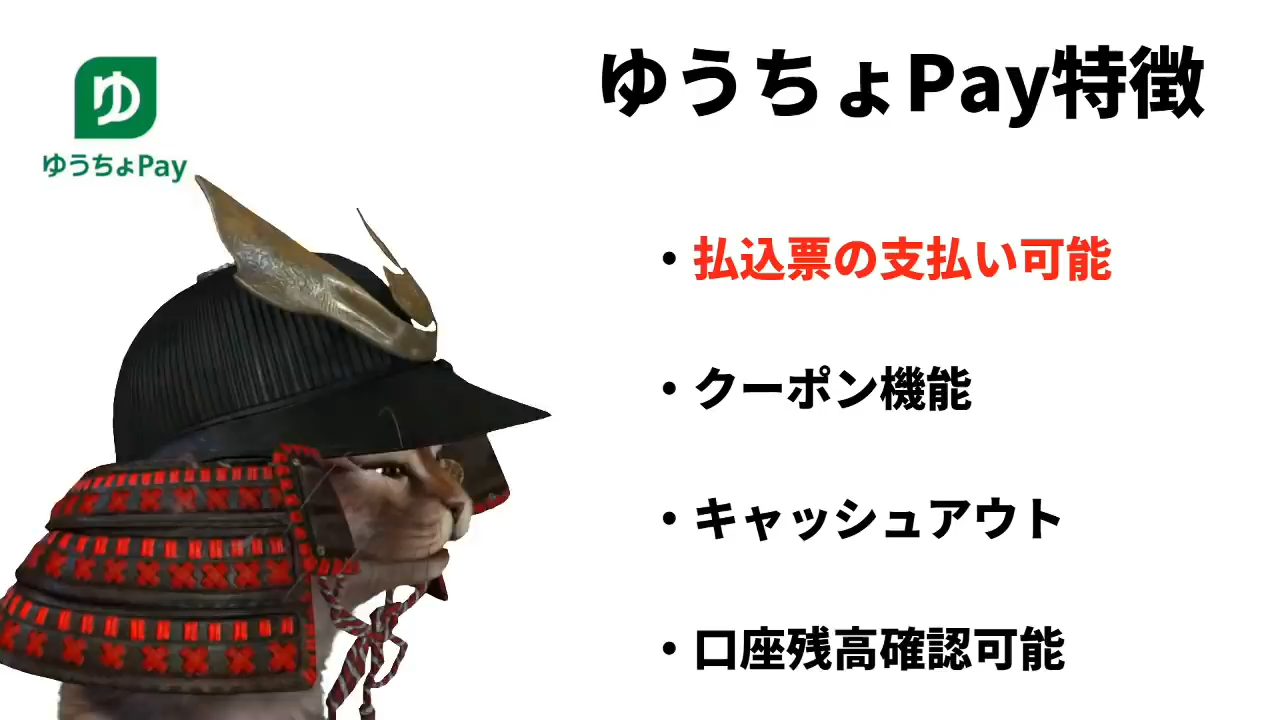 ゆ
ゆうちょPay
ゆうちょPay特徴
・払込票の支払い可能
・クーポン機能
・キャッシュアウト
・口座残高確認可能